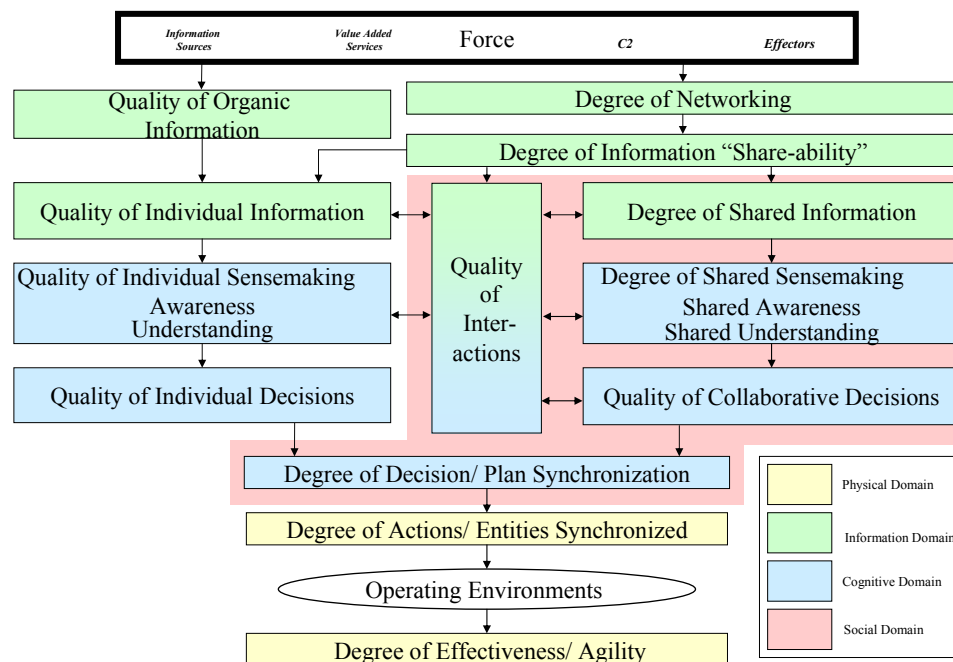 Information
Sources
Value Added
Services
Force
C2
Effectors
Quality of Organic
Information
Degree of Networking
Degree of Information “Share-ability”
Quality of Individual Information
Quality of
Inter-
actions
Degree of Shared Information
Quality of Individual Sensemaking
Awareness
Understanding
Degree of Shared Sensemaking
Shared Awareness
Shared Understanding
Quality of Individual Decisions
Quality of Collaborative Decisions
Degree of Decision/ Plan Synchronization
Degree of Actions/ Entities Synchronized
Operating Environments
Degree of Effectiveness/ Agility
Physical Domain
Information Domain
Cognitive Domain
Social Domain